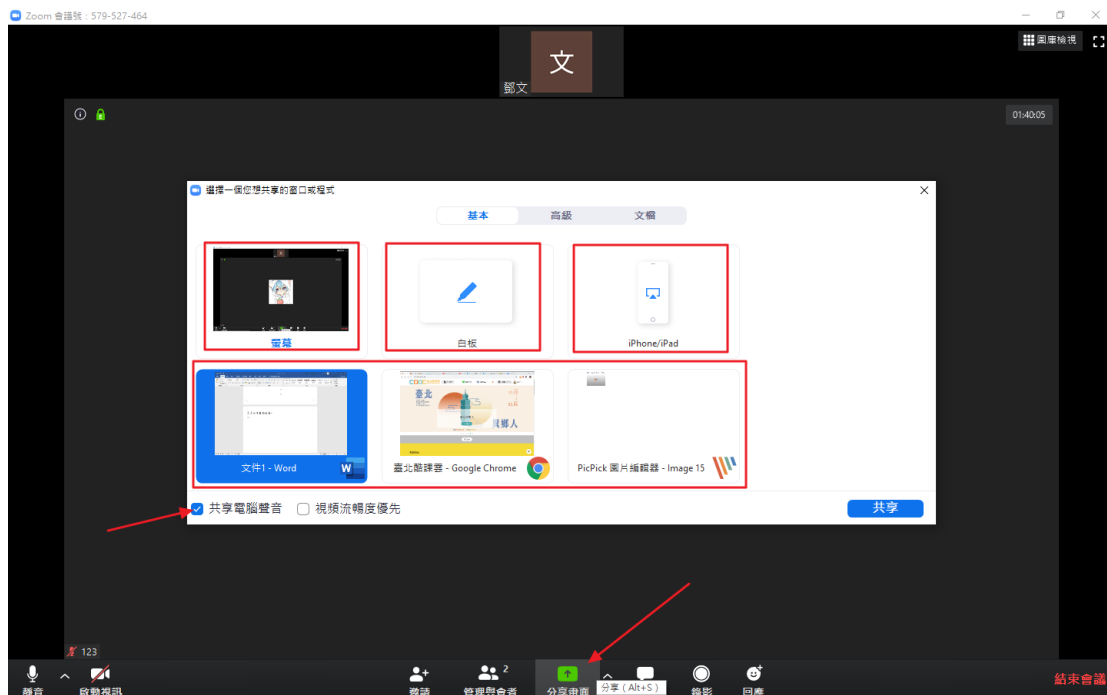 Zoom 會議號：579-527-464
圖庫檢視
文
鄧文
01:40:05
選擇一個您想共享的窗口或程式
基本
高級
文檔
螢幕
白板
iPhone/iPad
臺北
文件1 - Word
W
臺北酷課雲 - Google Chrome
PicPick 圖片編輯器 - Image 15
共享電腦聲音
視頻流暢度優先
共享
123
靜音
啟動視訊
邀請
2
管理與會者
分享畫面
分享（Alt+S）
錄影
回應
結束會議